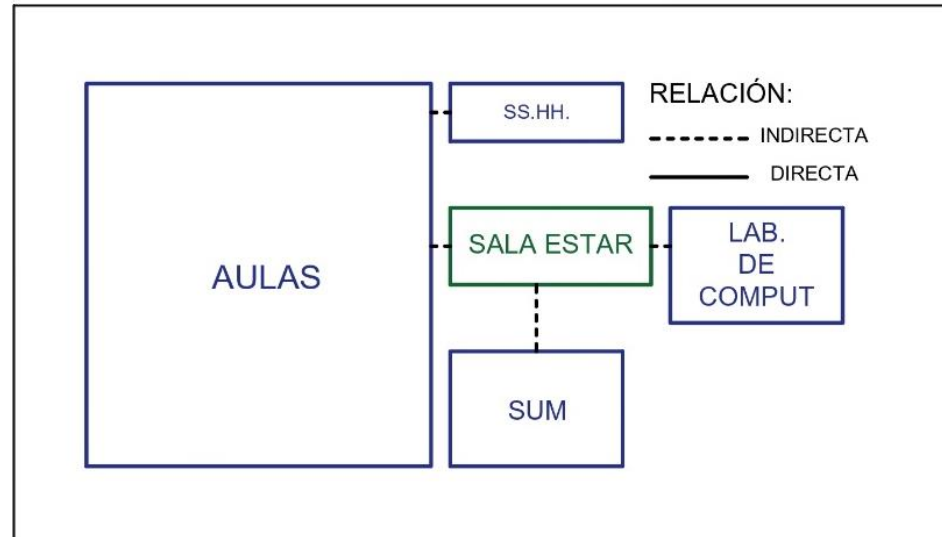 AULAS
SS.HH.
RELACIÓN:
INDIRECTA
DIRECTA
SALA ESTAR
LAB.
DE
COMPUT
SUM